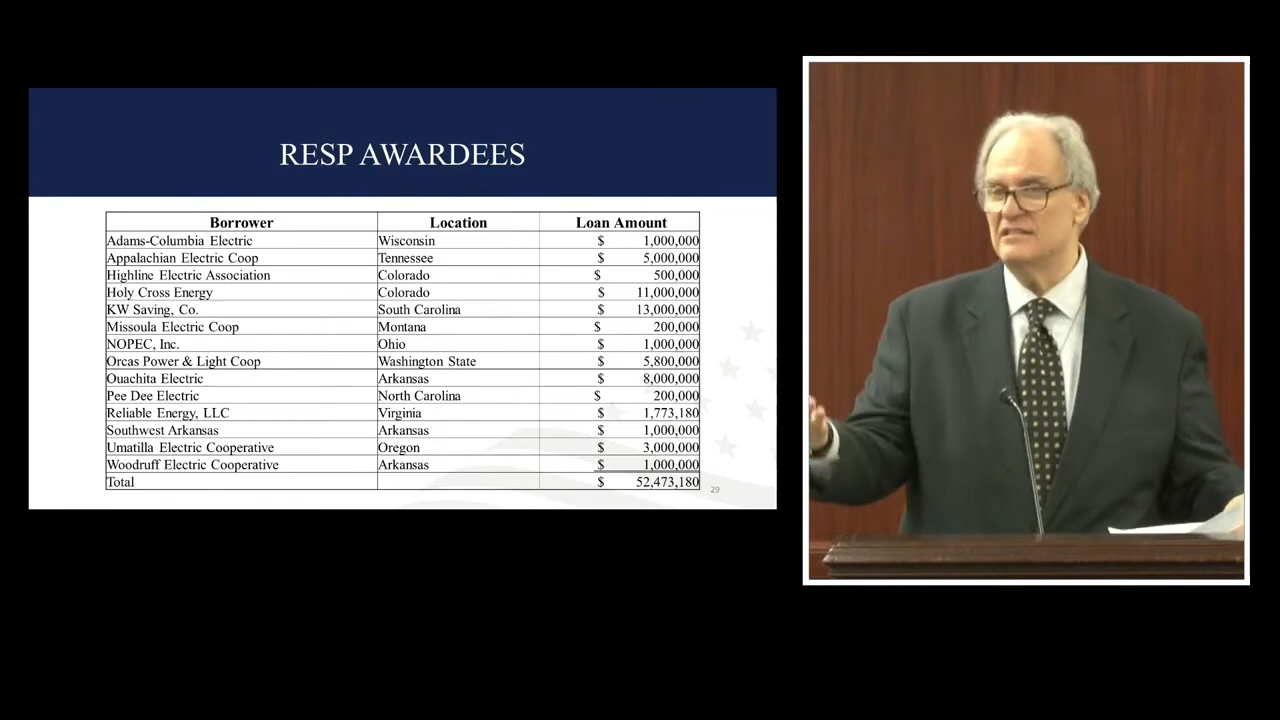 RESP AWARDEES
Borrower Location Loan Amount
Adams-Columbia Electric Wisconsin $ 1,000,000
Appalachian Electric Coop Tennessee $ 5,000,000
Highline Electric Association Colorado $ 500,000
Holy Cross Energy Colorado $ 11,000,000
KW Saving, Co. South Carolina $ 13,000,000
Missoula Electric Coop Montana $ 200,000
NOPEC, Inc. Ohio $ 1,000,000
Orcas Power & Light Coop Washington State $ 5,800,000
Ouachita Electric Arkansas $ 8,000,000
Pee Dee Electric North Carolina $ 200,000
Reliable Energy, LLC Virginia $ 1,773,180
Southwest Arkansas Arkansas $ 1,000,000
Umatilla Electric Cooperative Oregon $ 3,000,000
Woodruff Electric Cooperative Arkansas $ 1,000,000
Total $ 52,473,180
29